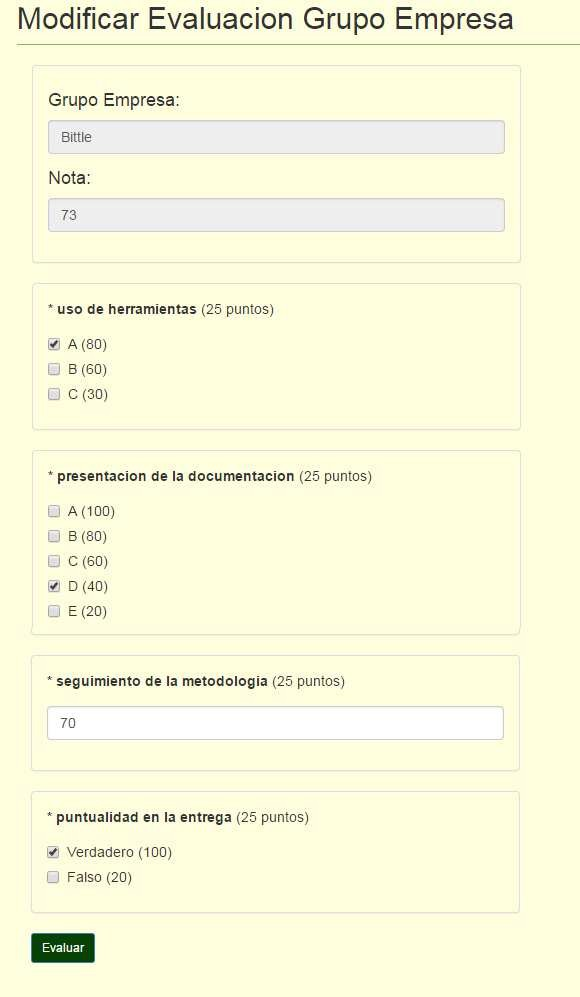 Modificar Evaluacion Grupo Empresa
Grupo Empresa:
Bittle
Nota:
73
* uso de herramientas (25 puntos)
A (80)
B (60)
C (30)
* presentacion de la documentacion (25 puntos)
A (100)
B (80)
C (60)
D (40)
E (20)
* seguimiento de la metodologia (25 puntos)
70
* puntualidad en la entrega (25 puntos)
Verdadero (100)
Falso (20)
Evaluar